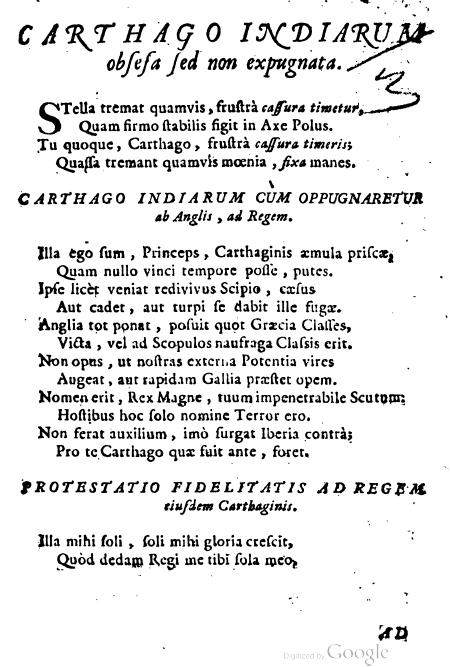 CARTHAGO INDIARUM
obſeſa ſed non expugnata.
STella tremat quamvis, fruſtrà caſſura timetur,
Quam firmo ſtabilis figit in Axe Polus.
Tu quoque, Carthago, fruſtrà caſſura timeris;
Quaſſa tremant quamvis mœnia, fixa manes.
CARTHAGO INDIARUM CUM OPPUGNARETUR
ab Anglis, ad Regem.
Illa ego ſum, Princeps, Carthaginis æmula priſcæ,
Quam nullo vinci tempore poſſe, putes.
Ipſe licèt veniat redivivus Scipio, cæſus
Aut cadet, aut turpi ſe dabit ille fugæ.
Anglia tot ponat, poſuit quot Græcia Claſſes,
Victa, vel ad Scopulos naufraga Claſſis erit.
Non opus, ut noſtras externa Potentia vires
Augeat, aut rapidam Gallia præſtet opem.
Nomen erit, Rex Magne, tuum impenetrabile Scutum;
Hoſtibus hoc ſolo nomine Terror ero.
Non ferat auxilium, imò ſurgat Iberia contrà;
Pro te Carthago quæ fuit ante, foret.
PROTESTATIO FIDELITATIS AD REGEM
eiuſdem Carthaginis.
Illa mihi ſoli, ſoli mihi gloria creſcit,
Quòd dedam Regi me tibi ſola meo,
AD
Digitized by Google